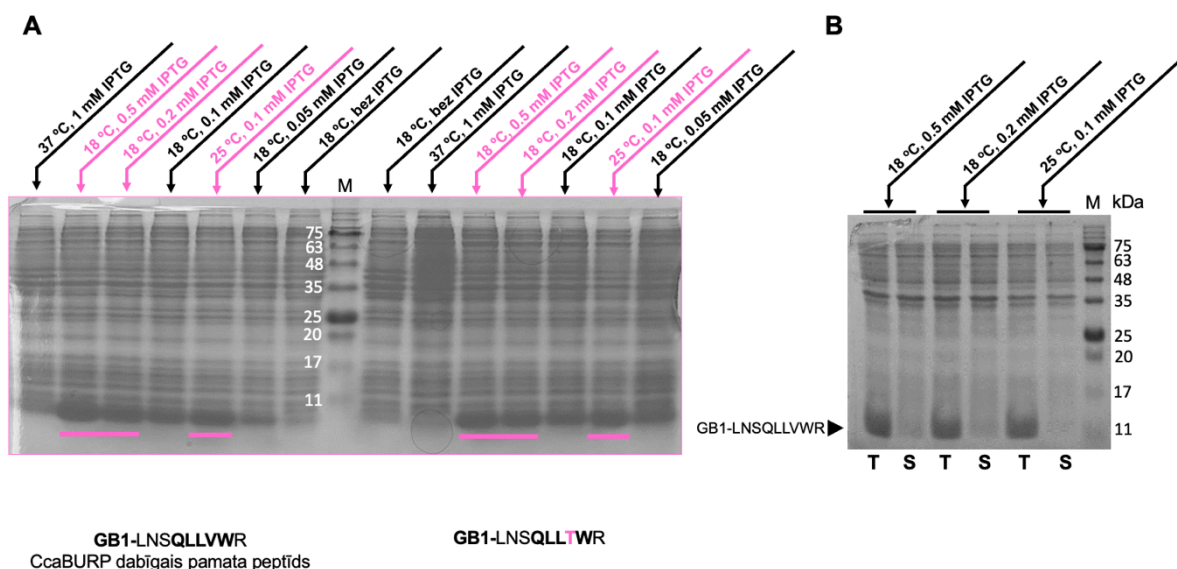 A
37 ºC, 1 mM IPTG
18 ºC, 0.5 mM IPTG
18 ºC, 0.2 mM IPTG
18 ºC, 0.1 mM IPTG
25 ºC, 0.1 mM IPTG
18 ºC, 0.05 mM IPTG
18 ºC, bez IPTG
M
18 ºC, bez IPTG
37 ºC, 1 mM IPTG
18 ºC, 0.5 mM IPTG
18 ºC, 0.2 mM IPTG
18 ºC, 0.1 mM IPTG
25 ºC, 0.1 mM IPTG
18 ºC, 0.05 mM IPTG
75
63
48
35
25
20
17
11
GB1-LNSQLLVWR
CcaBURP dabīgais pamata peptīds
GB1-LNSQLLTWR
B
18 ºC, 0.5 mM IPTG
18 ºC, 0.2 mM IPTG
25 ºC, 0.1 mM IPTG
M kDa
75
63
48
35
25
20
17
11
GB1-LNSQLLVWR
T S T S T S